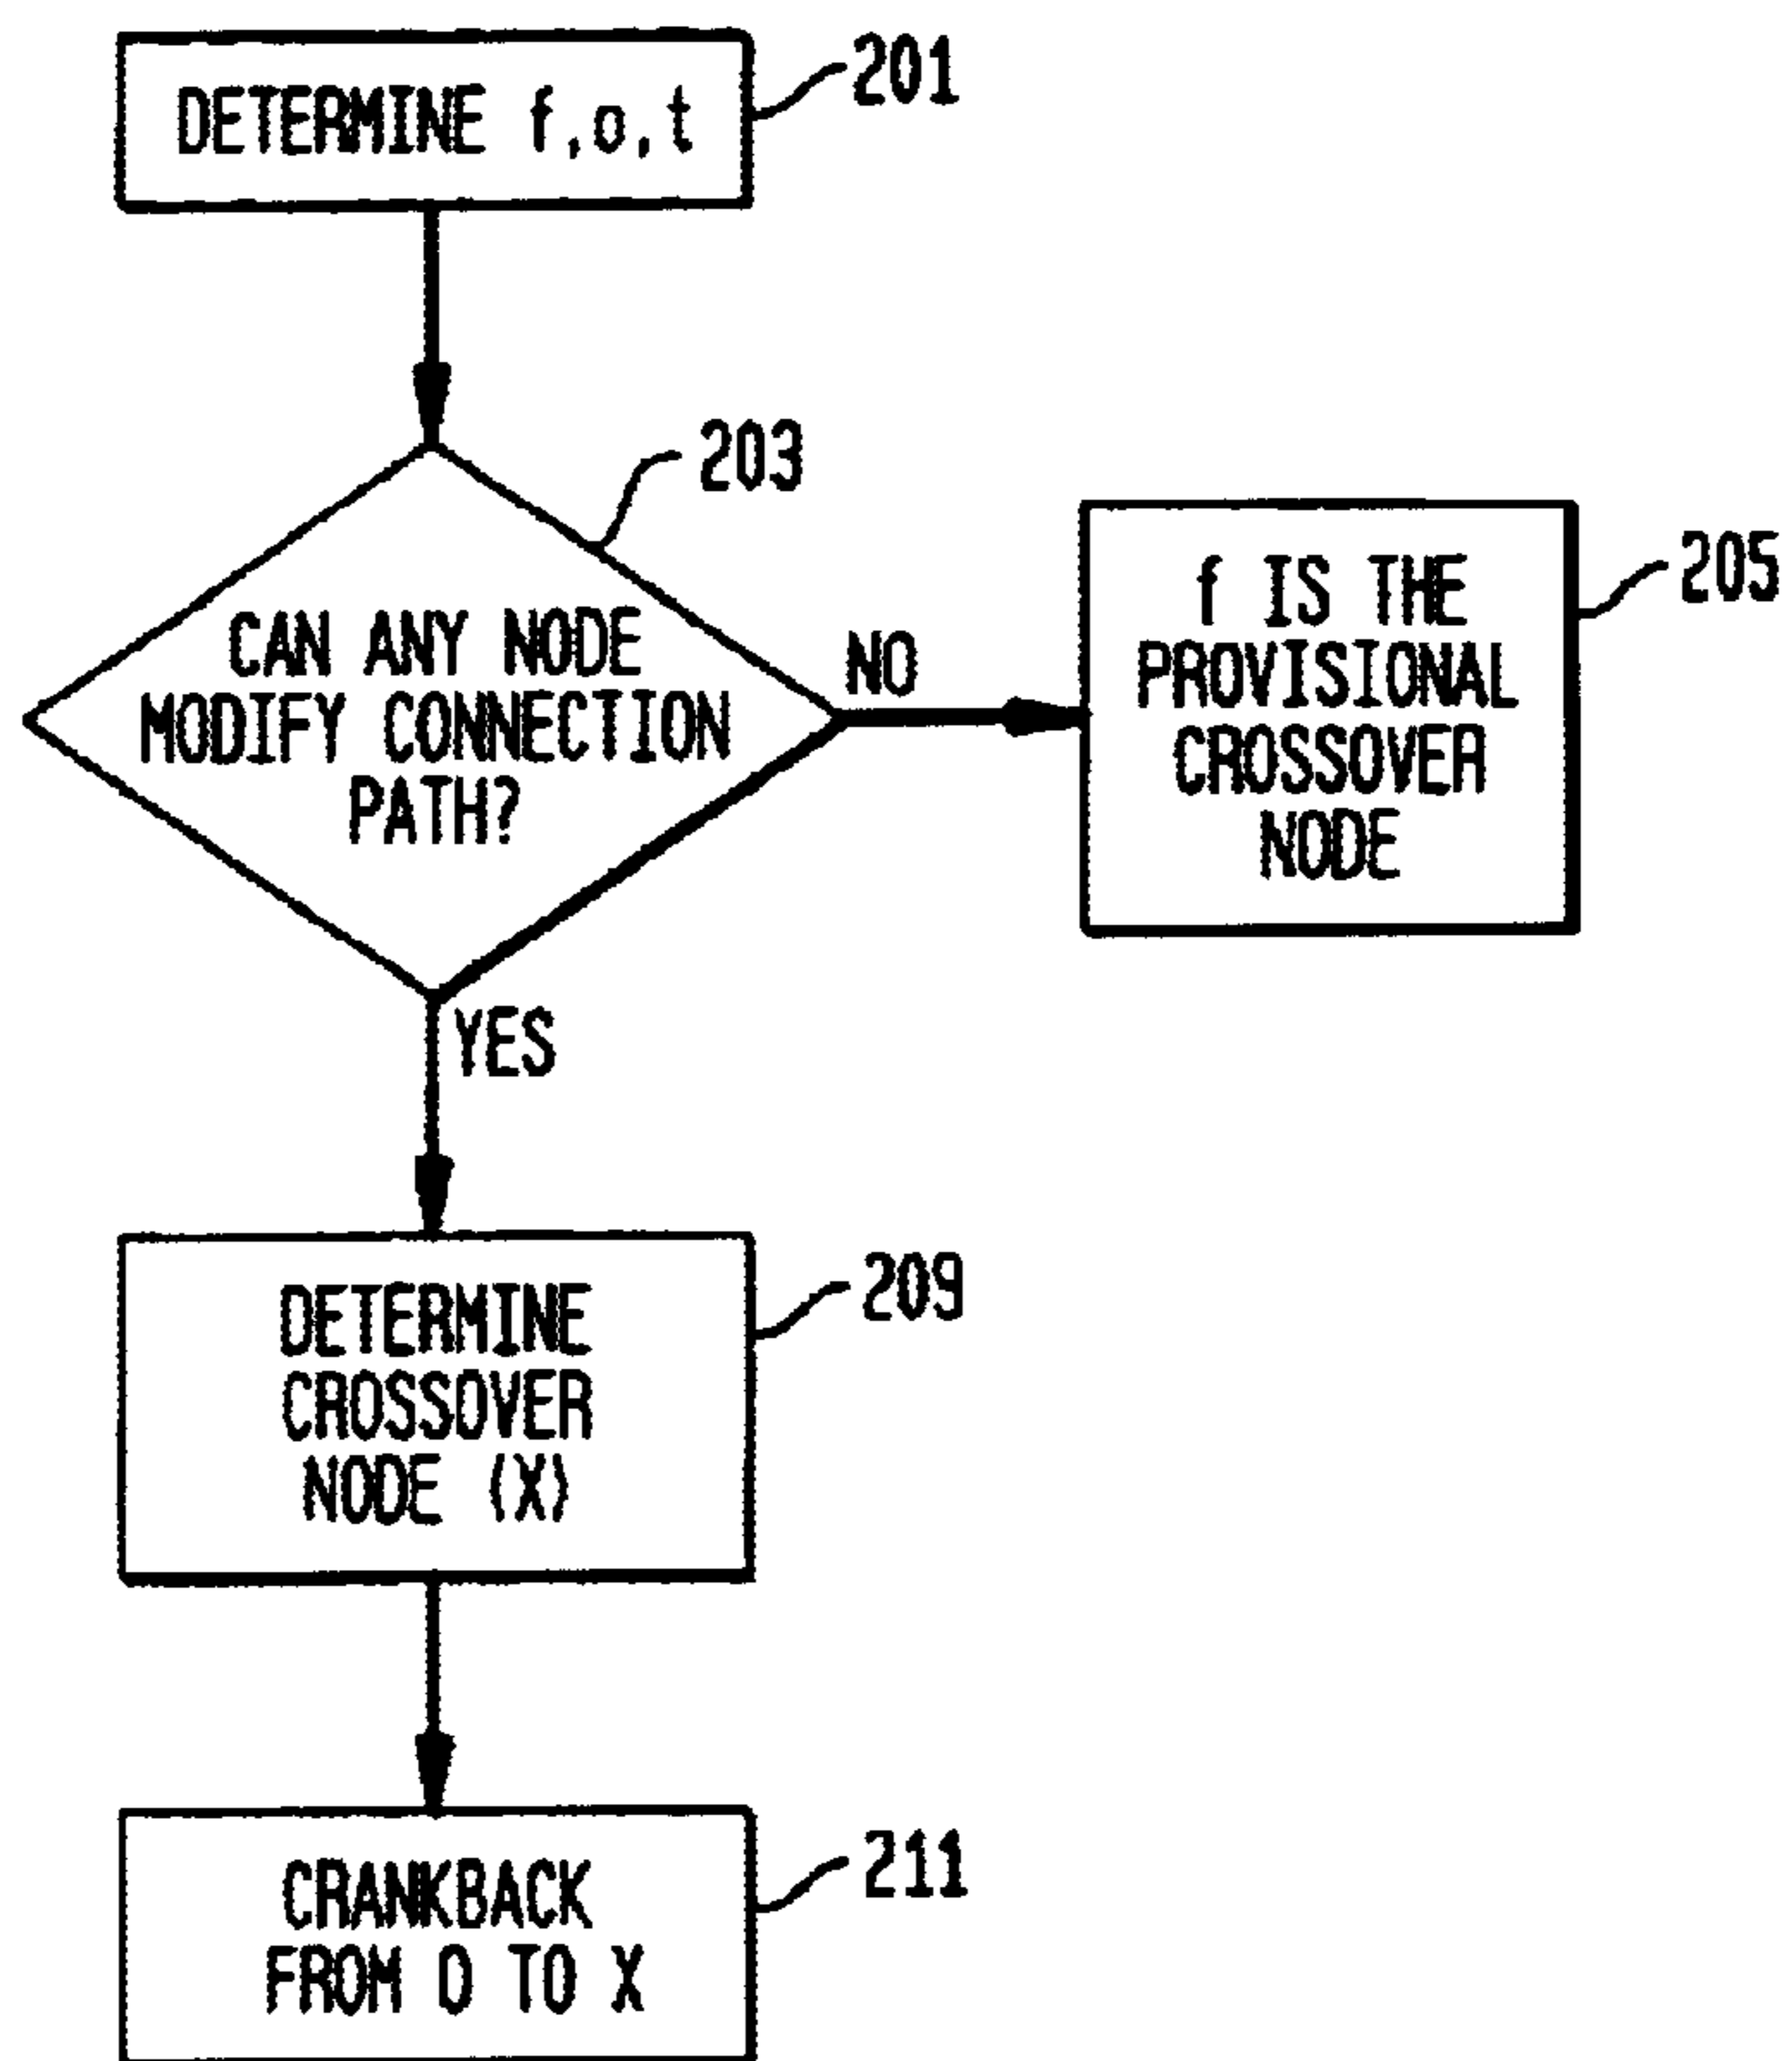 DETERMINE f,o,t
201
203
CAN ANY NODE
MODIFY CONNECTION
PATH?
NO
f IS THE
PROVISIONAL
CROSSOVER
NODE
205
YES
DETERMINE
CROSSOVER
NODE (X)
209
CRANKBACK
FROM O TO X
211